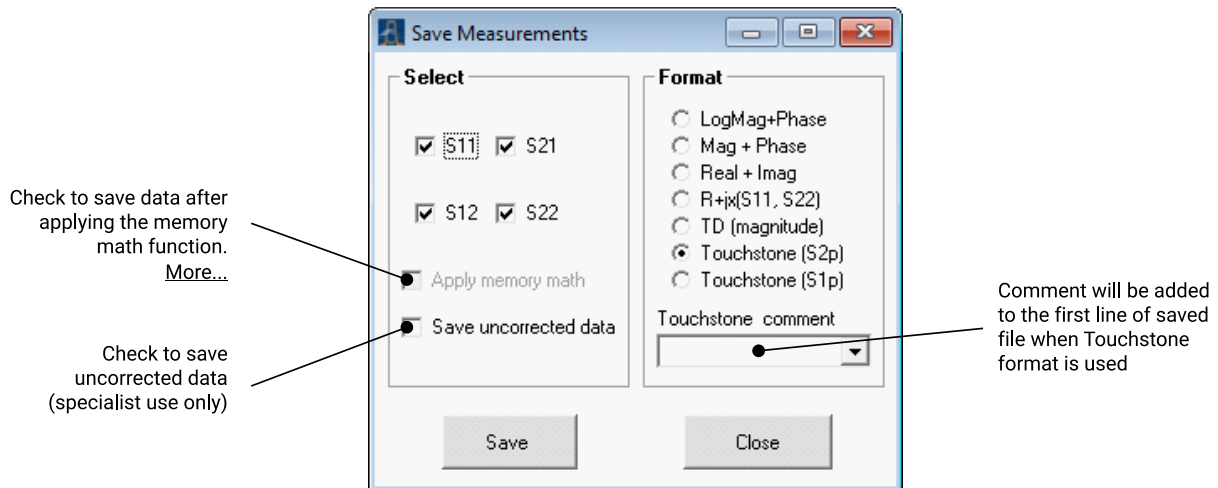 Save Measurements
Select
S11 S21
S12 S22
Apply memory math
Save uncorrected data
Format
LogMag+Phase
Mag + Phase
Real + Imag
R+jx(S11, S22)
TD (magnitude)
Touchstone (S2p)
Touchstone (S1p)
Touchstone comment
Save
Close
Check to save data after
applying the memory
math function.
More...
Check to save
uncorrected data
(specialist use only)
Comment will be added
to the first line of saved
file when Touchstone
format is used